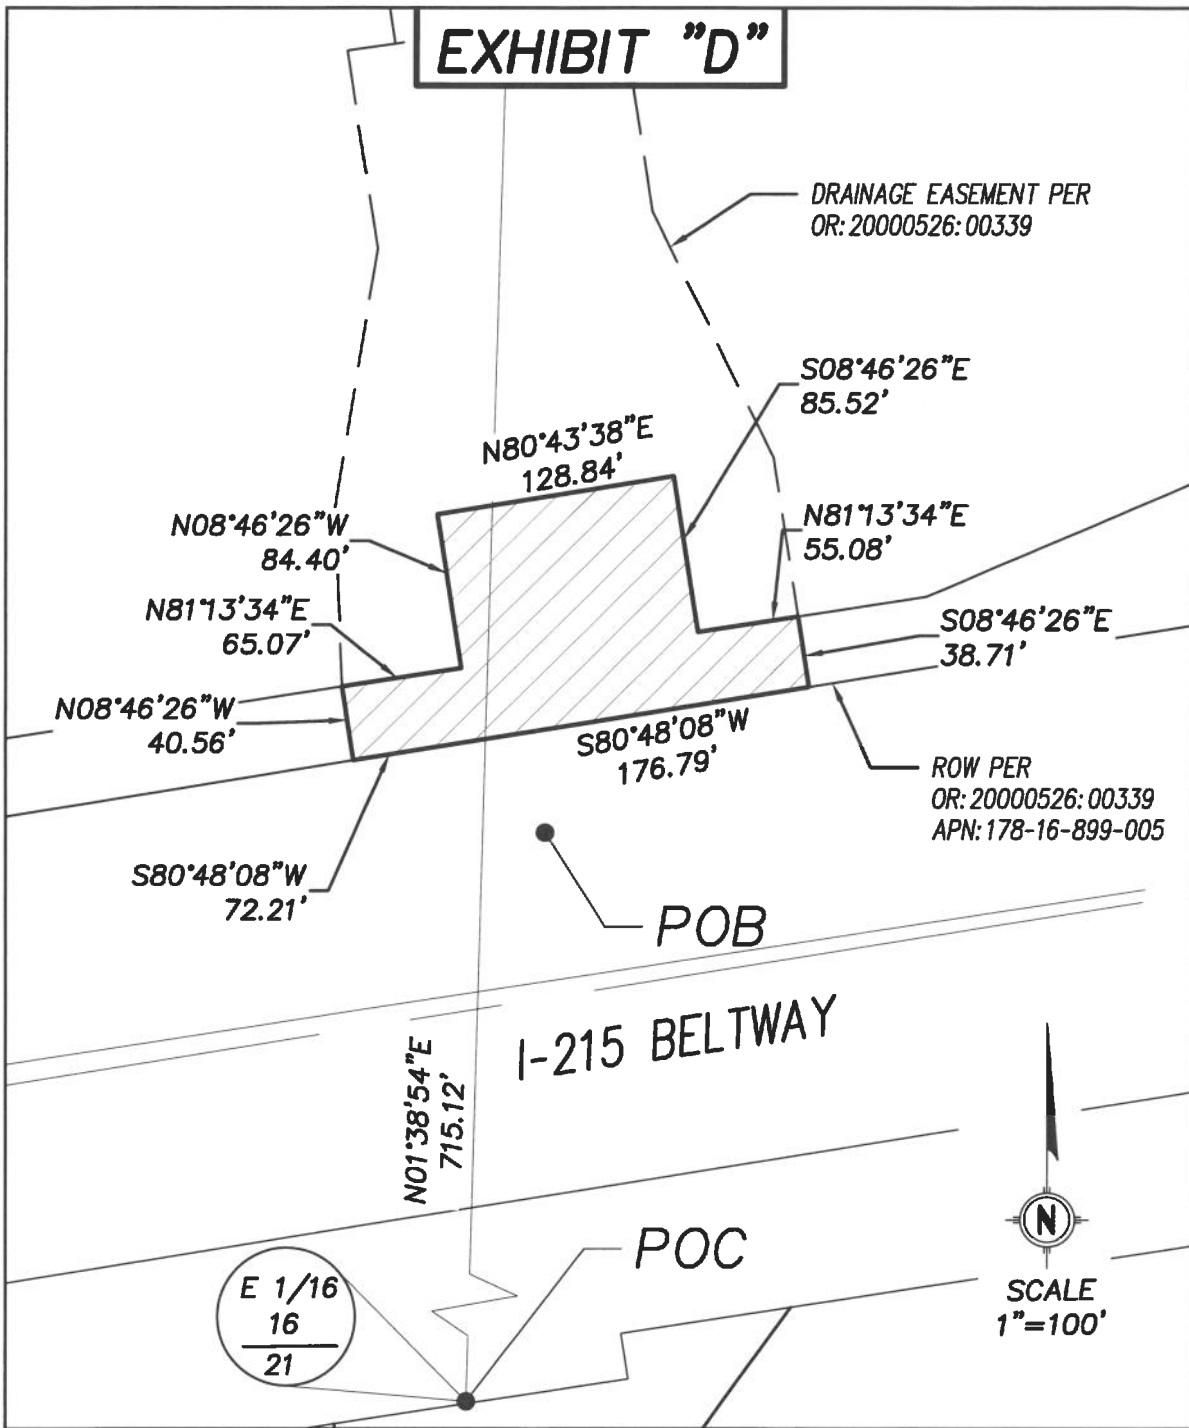 EXHIBIT "D"
DRAINAGE EASEMENT PER
OR: 20000526: 00339
S08°46'26"E
85.52'
N80°43'38"E
128.84'
N08°46'26"W
84.40'
N81°13'34"E
55.08'
N81°13'34"E
65.07'
S08°46'26"E
38.71'
N08°46'26"W
40.56'
S80°48'08"W
176.79'
ROW PER
OR: 20000526: 00339
APN: 178-16-899-005
S80°48'08"W
72.21'
POB
I-215 BELTWAY
N01°38'54"E
715.12'
POC
N
E 1/16
16
21
SCALE
1"=100'